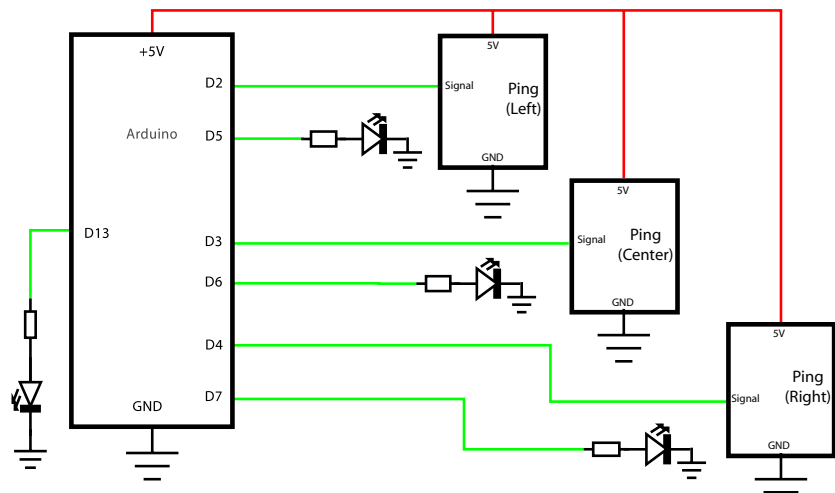 +5V
Arduino
D2
D5
D13
D3
D6
D4
D7
GND
5V
Signal
Ping
(Left)
GND
5V
Signal
Ping
(Center)
GND
5V
Signal
Ping
(Right)
GND